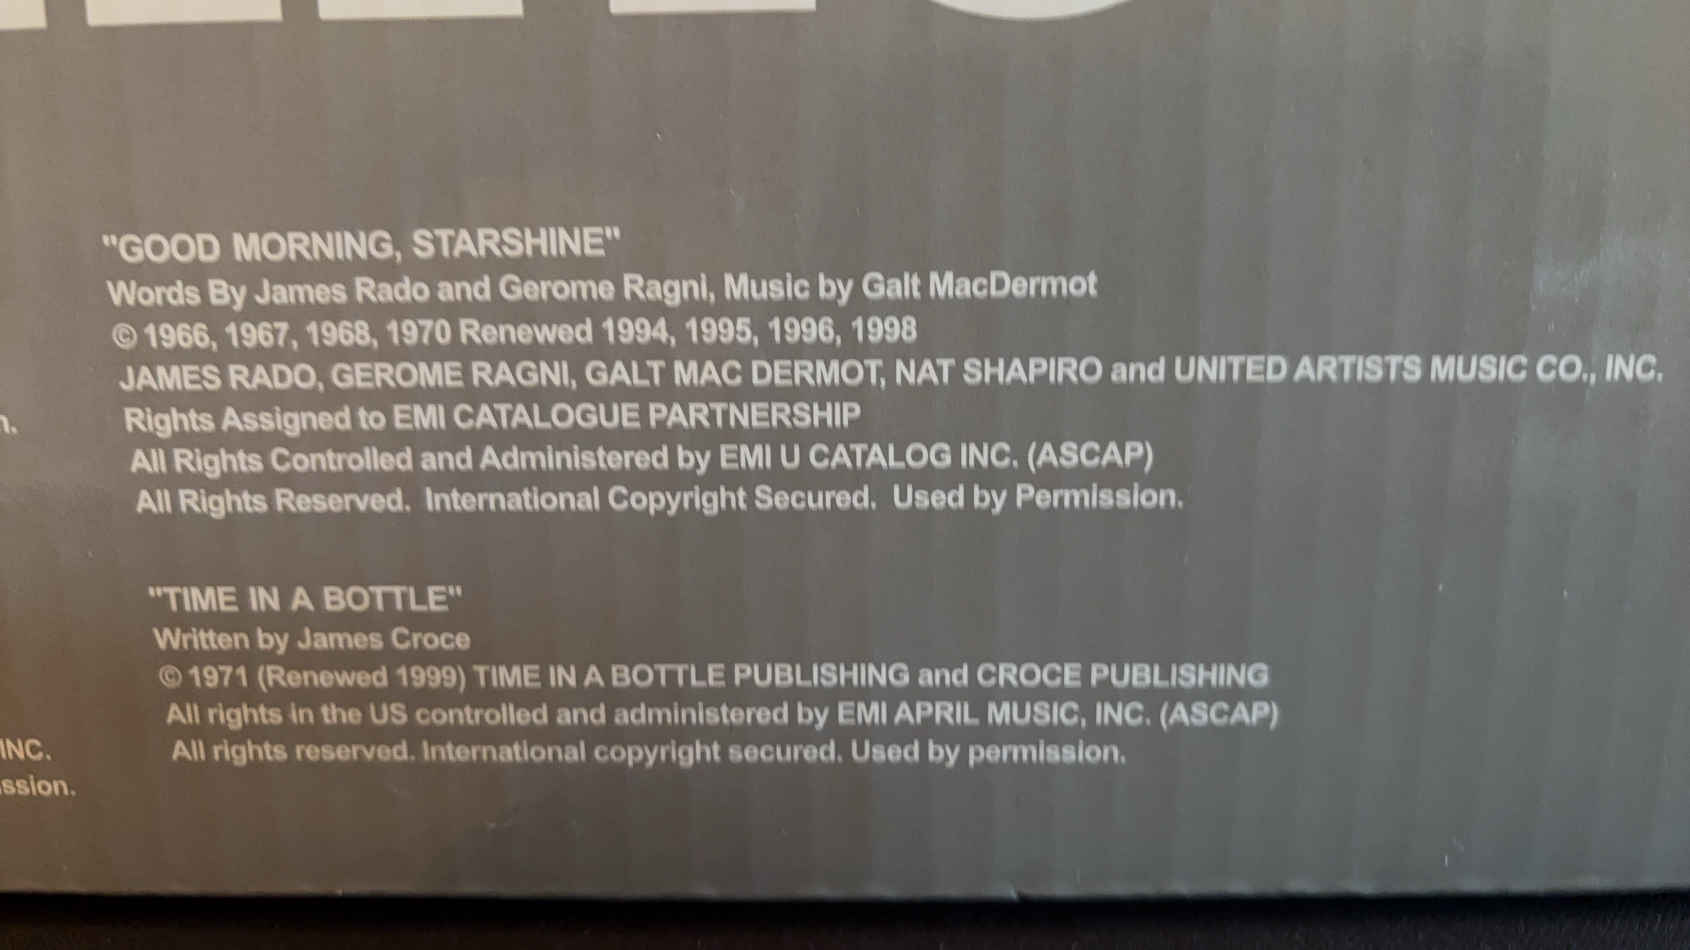 "GOOD MORNING, STARSHINE"
Words By James Rado and Gerome Ragni, Music by Galt MacDermot
© 1966, 1967, 1968, 1970 Renewed 1994, 1995, 1996, 1998
JAMES RADO, GEROME RAGNI, GALT MAC DERMOT, NAT SHAPIRO and UNITED ARTISTS MUSIC CO., INC.
Rights Assigned to EMI CATALOGUE PARTNERSHIP
All Rights Controlled and Administered by EMI U CATALOG INC. (ASCAP)
All Rights Reserved. International Copyright Secured. Used by Permission.
"TIME IN A BOTTLE"
Written by James Croce
© 1971 (Renewed 1999) TIME IN A BOTTLE PUBLISHING and CROCE PUBLISHING
All rights in the US controlled and administered by EMI APRIL MUSIC, INC. (ASCAP)
All rights reserved. International copyright secured. Used by permission.
INC.
ssion.